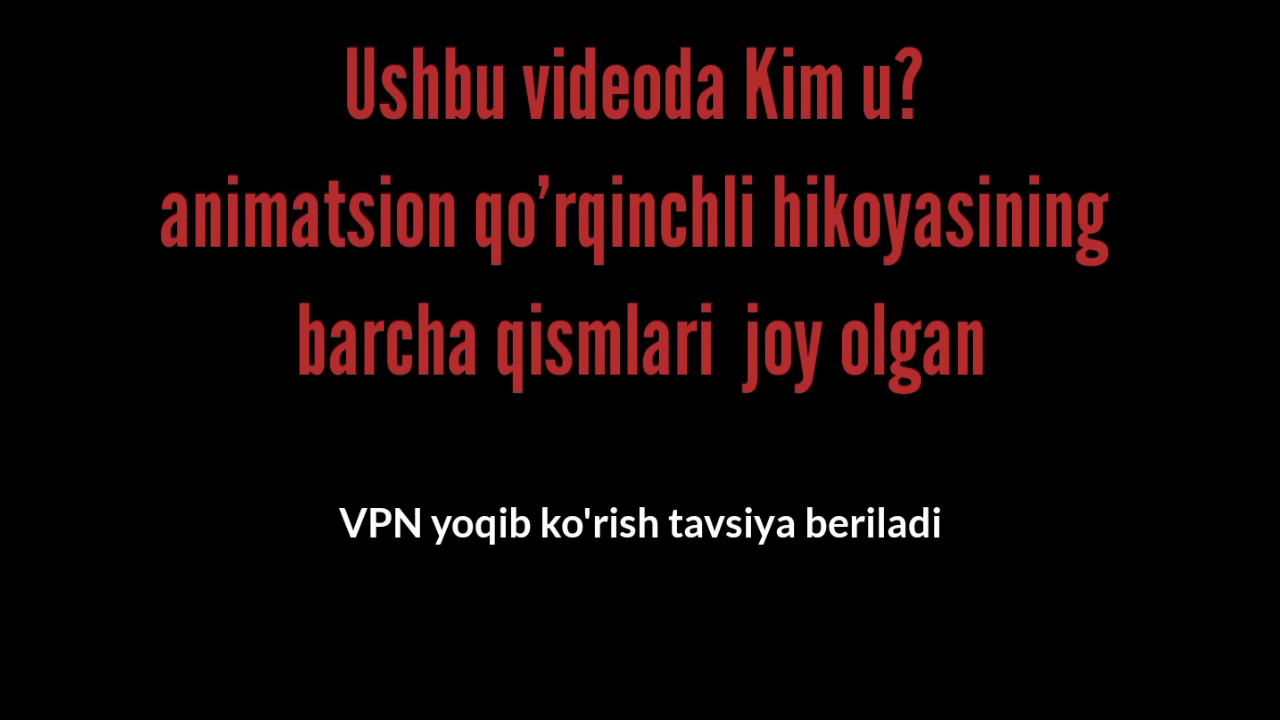 Ushbu videoda Kim u?
animatsion qo’rqinchli hikoyasining
barcha qismlari joy olgan
VPN yoqib ko'rish tavsiya beriladi